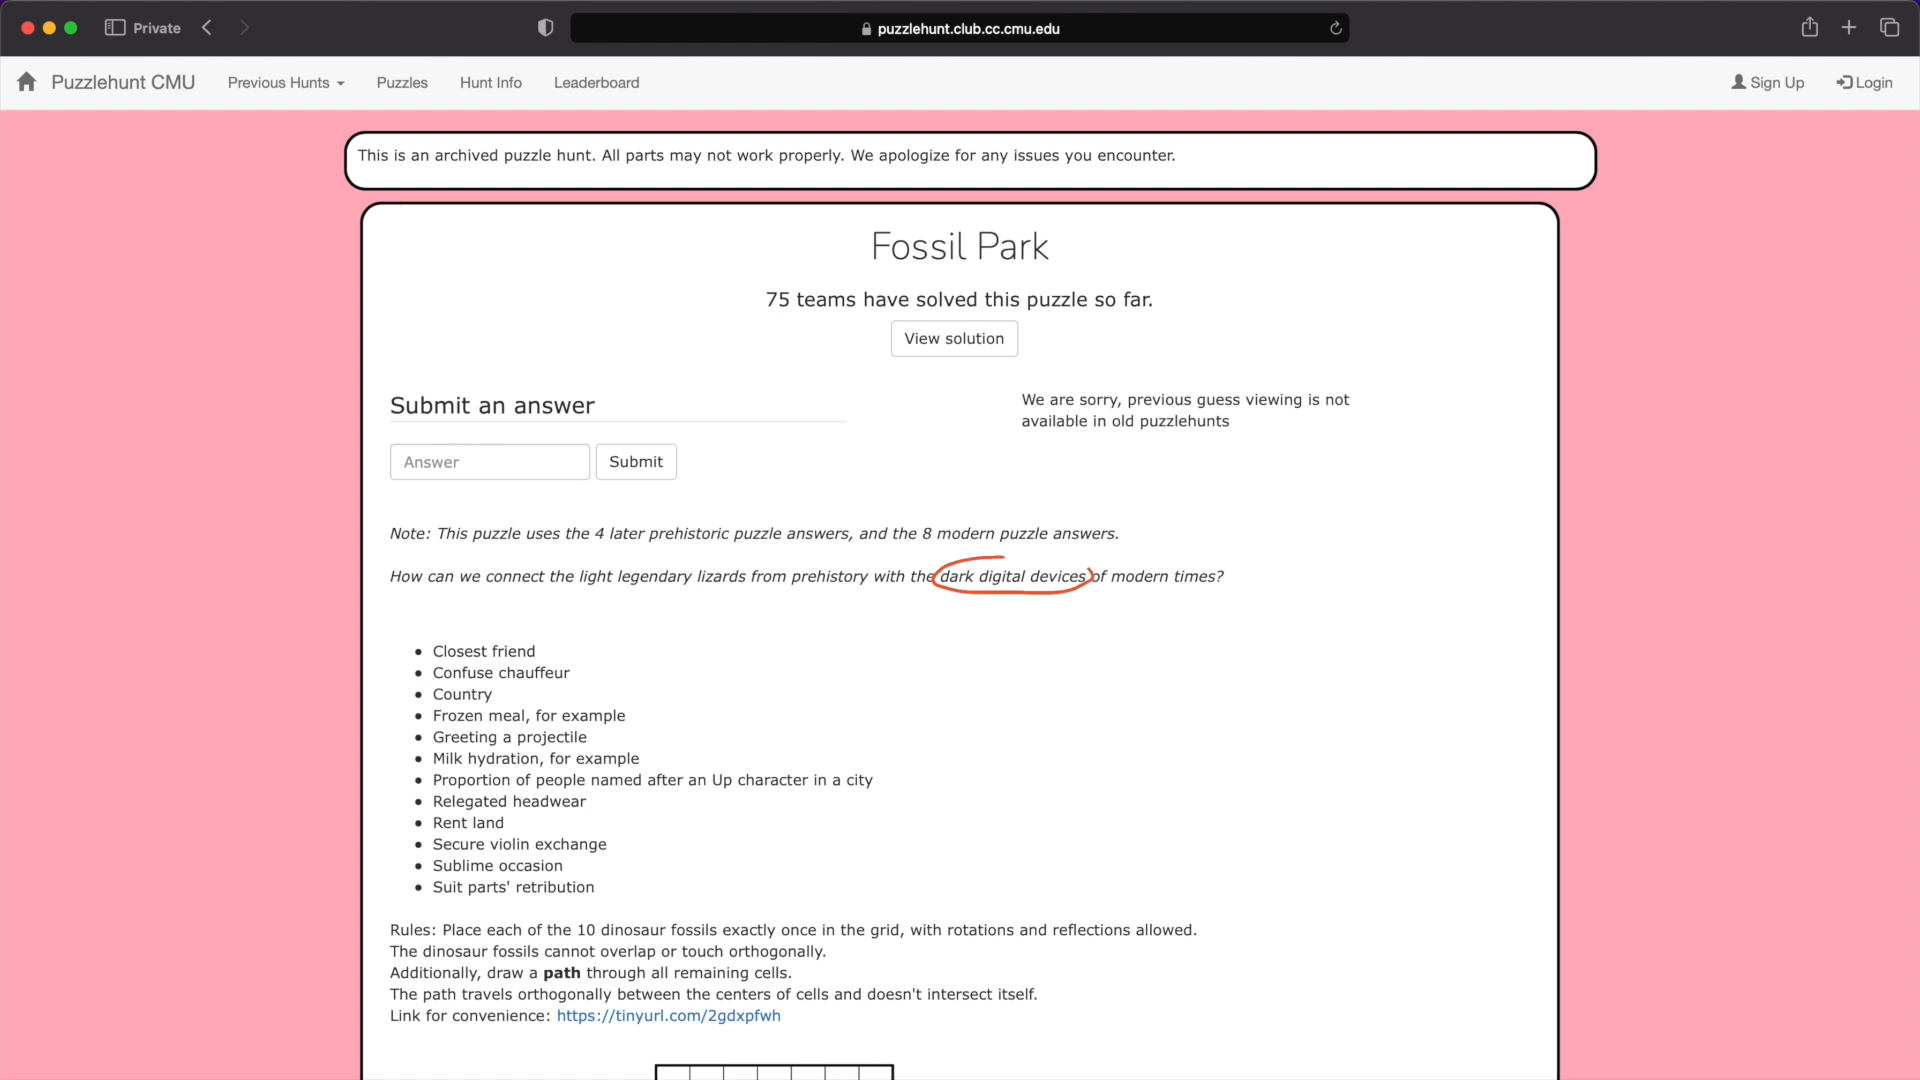 Private
puzzlehunt.club.cc.cmu.edu
Puzzlehunt CMU
Previous Hunts
Puzzles
Hunt Info
Leaderboard
Sign Up
Login
This is an archived puzzle hunt. All parts may not work properly. We apologize for any issues you encounter.
Fossil Park
75 teams have solved this puzzle so far.
View solution
Submit an answer
We are sorry, previous guess viewing is not
available in old puzzlehunts
Answer
Submit
Note: This puzzle uses the 4 later prehistoric puzzle answers, and the 8 modern puzzle answers.
How can we connect the light legendary lizards from prehistory with the dark digital devices of modern times?
Closest friend
Confuse chauffeur
Country
Frozen meal, for example
Greeting a projectile
Milk hydration, for example
Proportion of people named after an Up character in a city
Relegated headwear
Rent land
Secure violin exchange
Sublime occasion
Suit parts' retribution
Rules: Place each of the 10 dinosaur fossils exactly once in the grid, with rotations and reflections allowed.
The dinosaur fossils cannot overlap or touch orthogonally.
Additionally, draw a path through all remaining cells.
The path travels orthogonally between the centers of cells and doesn't intersect itself.
Link for convenience: https://tinyurl.com/2gdxpfwh